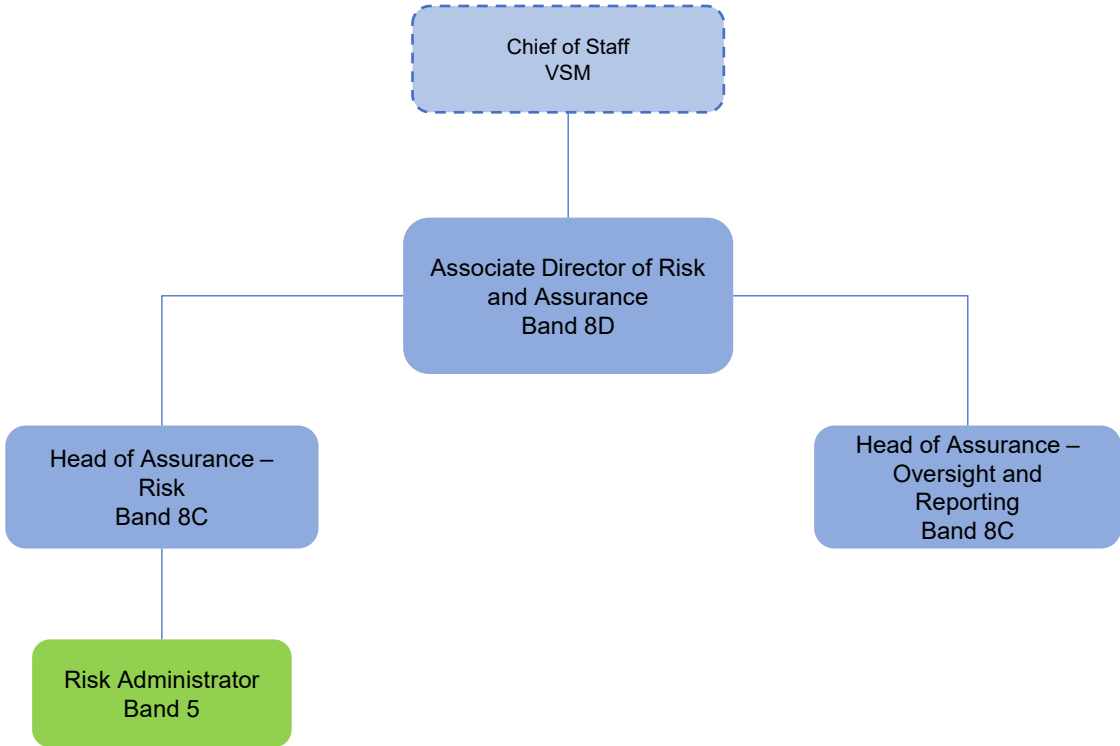 Chief of Staff
VSM
Associate Director of Risk
and Assurance
Band 8D
Head of Assurance –
Risk
Band 8C
Head of Assurance –
Oversight and
Reporting
Band 8C
Risk Administrator
Band 5